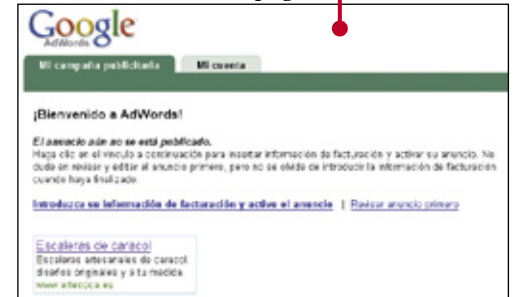 Google
AdWords
Mi campaña publicitaria Mi cuenta
¡Bienvenido a AdWords!
El anuncio aún no se está publicado.
Haga clic en el vínculo a continuación para insertar información de facturación y activar su anuncio. No
dude en revisar y editar el anuncio primero, pero no se olvide de introducir la información de facturación
cuando haya finalizado.
Introduzca su información de facturación y active el anuncio | Revisar anuncio primero
Escaleras de caracol
Escaleras artesanales de caracol.
diseños originales y a tu medida.